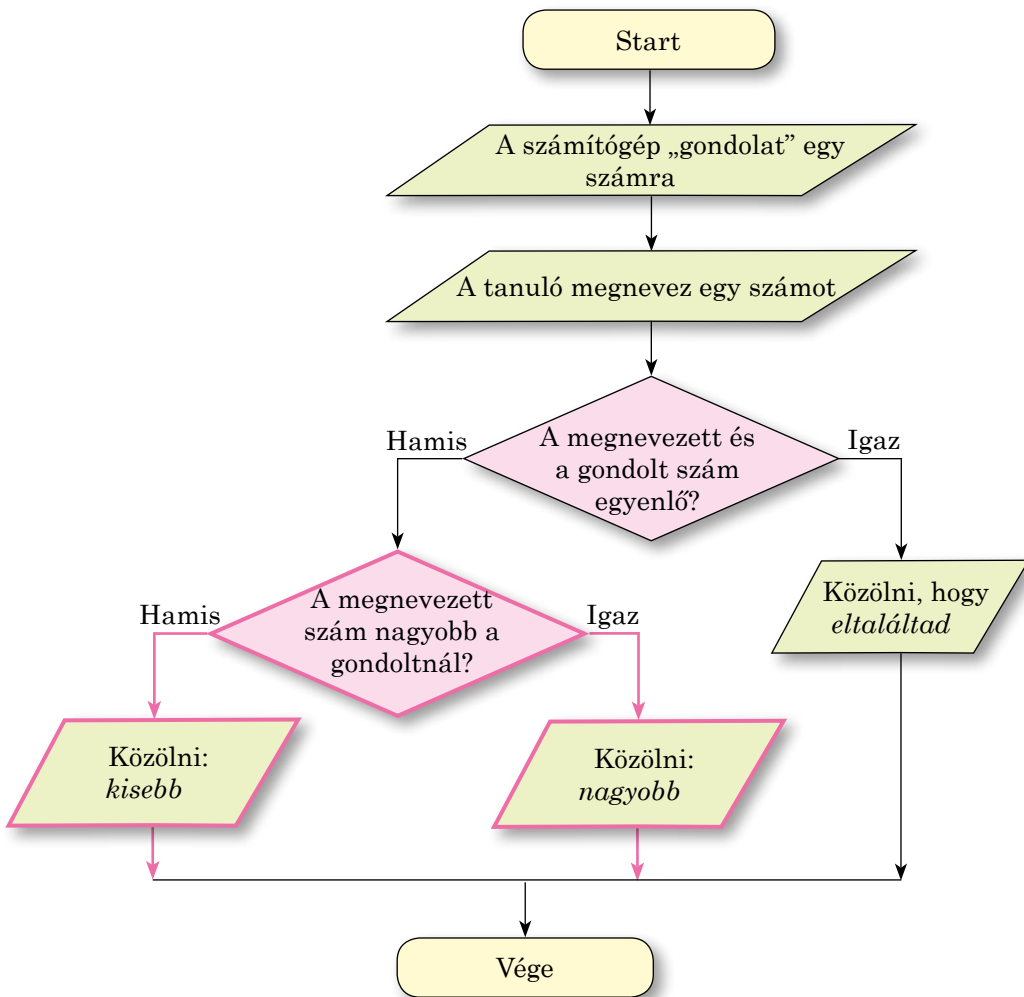 Start
A számítógép „gondolat” egy
számra
A tanuló megnevez egy számot
Hamis
A megnevezett és
a gondolt szám
egyenlő?
Igaz
Hamis
A megnevezett
szám nagyobb a
gondoltnál?
Igaz
Közölni, hogy
eltaláltad
Közölni:
kisebb
Közölni:
nagyobb
Vége